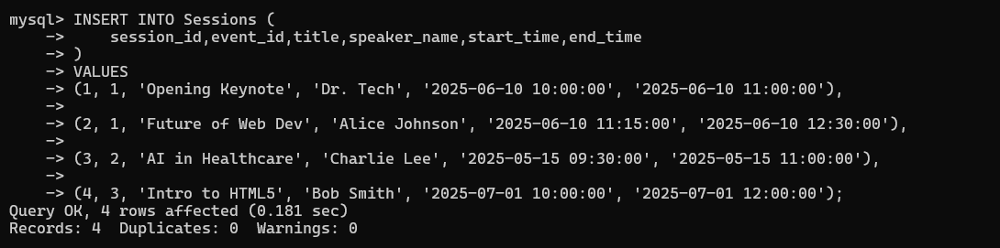 mysql> INSERT INTO Sessions (
    ->     session_id,event_id,title,speaker_name,start_time,end_time
    -> )
    -> VALUES
    -> (1, 1, 'Opening Keynote', 'Dr. Tech', '2025-06-10 10:00:00', '2025-06-10 11:00:00'),
    ->
    -> (2, 1, 'Future of Web Dev', 'Alice Johnson', '2025-06-10 11:15:00', '2025-06-10 12:30:00'),
    ->
    -> (3, 2, 'AI in Healthcare', 'Charlie Lee', '2025-05-15 09:30:00', '2025-05-15 11:00:00'),
    ->
    -> (4, 3, 'Intro to HTML5', 'Bob Smith', '2025-07-01 10:00:00', '2025-07-01 12:00:00');
Query OK, 4 rows affected (0.181 sec)
Records: 4  Duplicates: 0  Warnings: 0